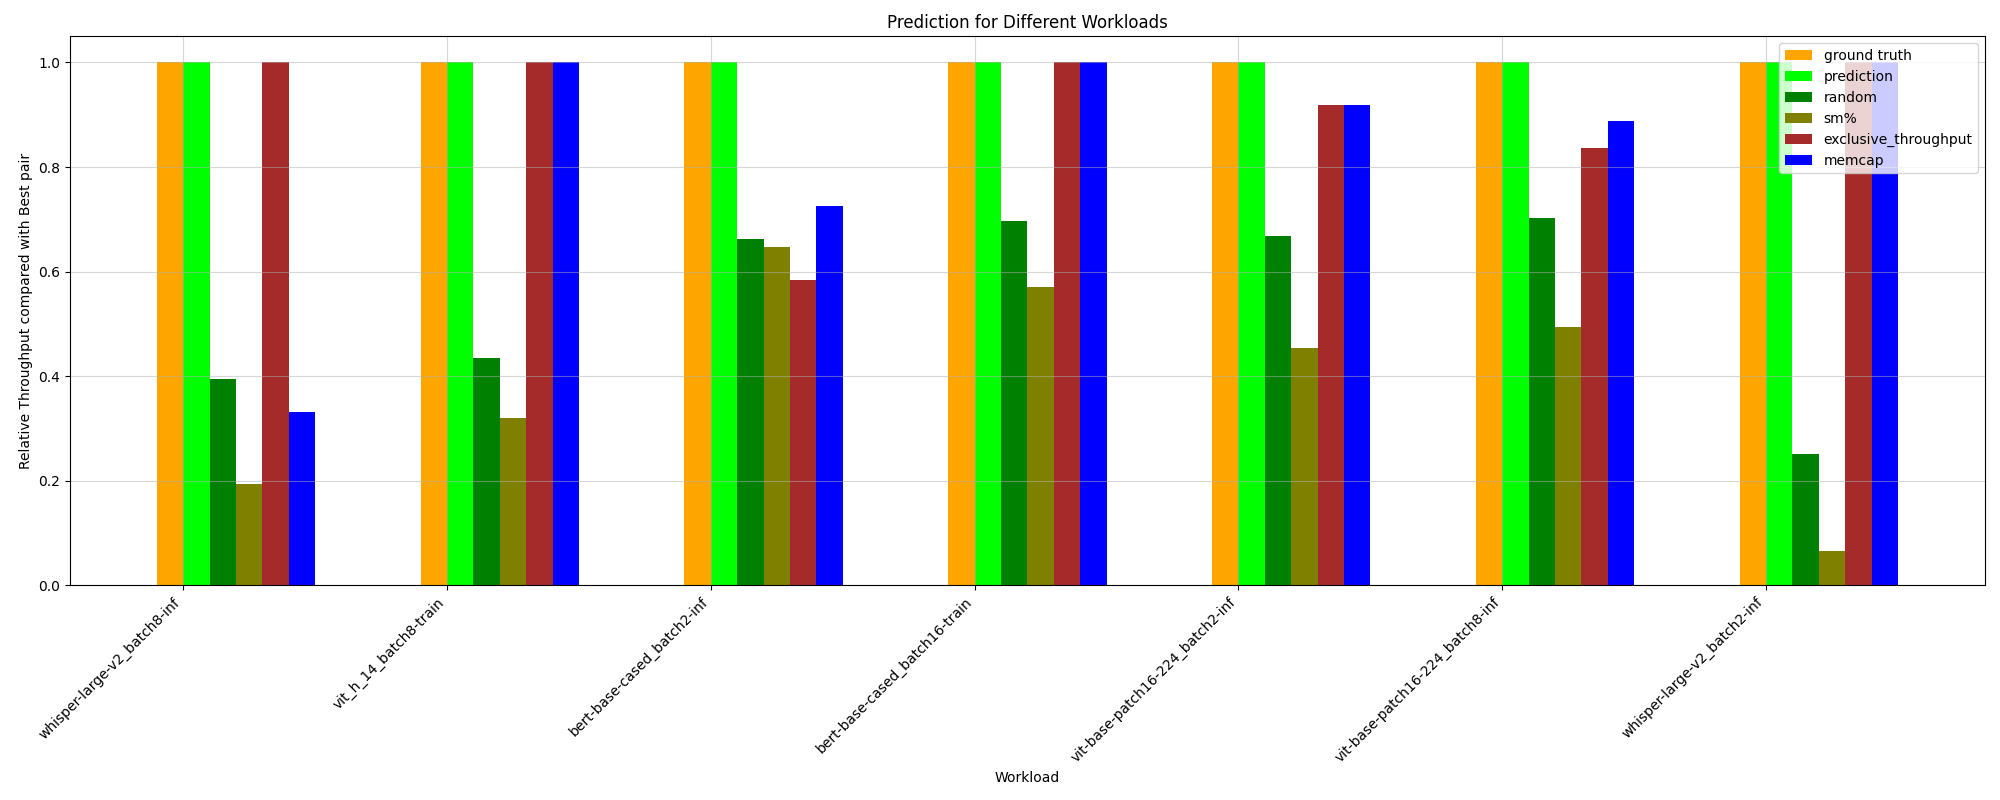 Prediction for Different Workloads
Relative Throughput compared with Best pair
1.0
0.8
0.6
0.4
0.2
0.0
ground truth
prediction
random
sm%
exclusive_throughput
memcap
whisper-large-v2_batch8-inf
vit_h_14_batch8-train
bert-base-cased_batch2-inf
bert-base-cased_batch16-train
vit-base-patch16-224_batch2-inf
vit-base-patch16-224_batch8-inf
whisper-large-v2_batch2-inf
Workload